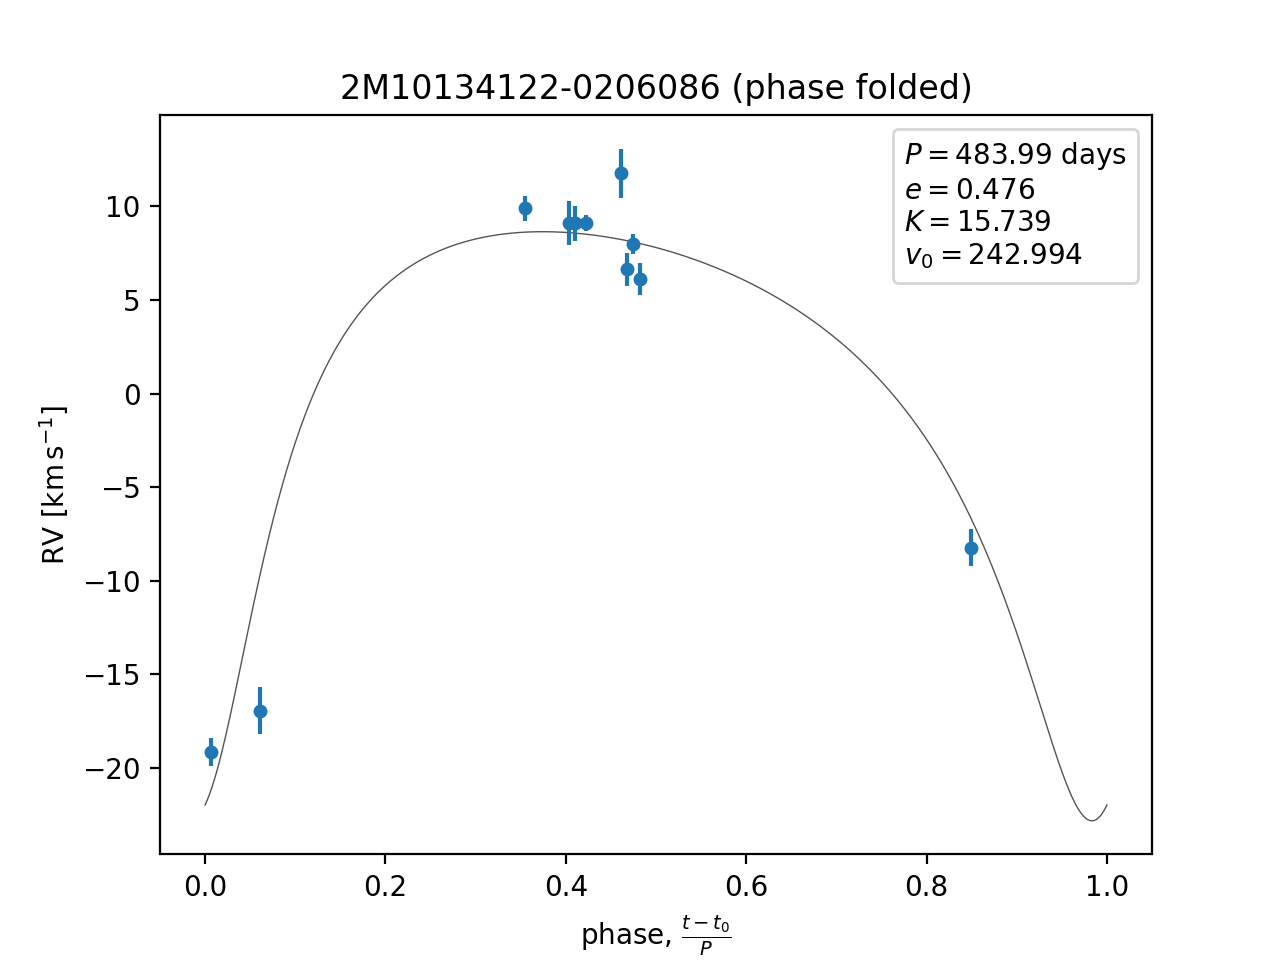 2M10134122-0206086 (phase folded)
P = 483.99 days
e = 0.476
K = 15.739
v₀ = 242.994
RV [km s⁻¹]
10
5
0
−5
−10
−15
−20
0.0 0.2 0.4 0.6 0.8 1.0
phase, (t − t₀)/P